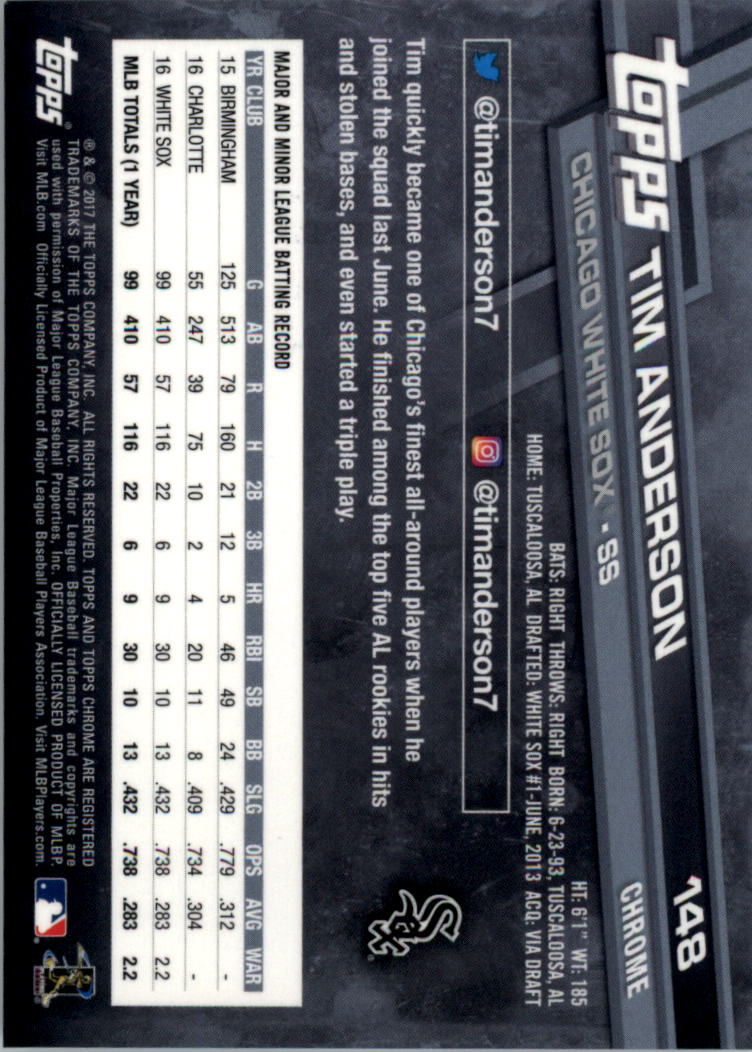 topps TIM ANDERSON 148
CHICAGO WHITE SOX • SS CHROME
HT: 6'1" WT: 185
BATS: RIGHT THROWS: RIGHT BORN: 6-23-93, TUSCALOOSA, AL
HOME: TUSCALOOSA, AL DRAFTED: WHITE SOX #1-JUNE, 2013 ACQ: VIA DRAFT
@timanderson7 @timanderson7
Tim quickly became one of Chicago's finest all-around players when he
joined the squad last June. He finished among the top five AL rookies in hits
and stolen bases, and even started a triple play.
Sox
MAJOR AND MINOR LEAGUE BATTING RECORD
YR CLUB G AB R H 2B 3B HR RBI SB BB SLG OPS AVG WAR
15 BIRMINGHAM 125 513 79 160 21 12 5 46 49 24 .429 .779 .312 -
16 CHARLOTTE 55 247 39 75 10 2 4 20 11 8 .409 .734 .304 -
16 WHITE SOX 99 410 57 116 22 6 9 30 10 13 .432 .738 .283 2.2
MLB TOTALS (1 YEAR) 99 410 57 116 22 6 9 30 10 13 .432 .738 .283 2.2
topps®
® & © 2017 THE TOPPS COMPANY, INC. ALL RIGHTS RESERVED. TOPPS AND TOPPS CHROME ARE REGISTERED
TRADEMARKS OF THE TOPPS COMPANY, INC. Major League Baseball trademarks and copyrights are
used with permission of Major League Baseball Properties, Inc. OFFICIALLY LICENSED PRODUCT OF MLBP.
Visit MLB.com Officially Licensed Product of Major League Baseball Players Association. Visit MLBPlayers.com.